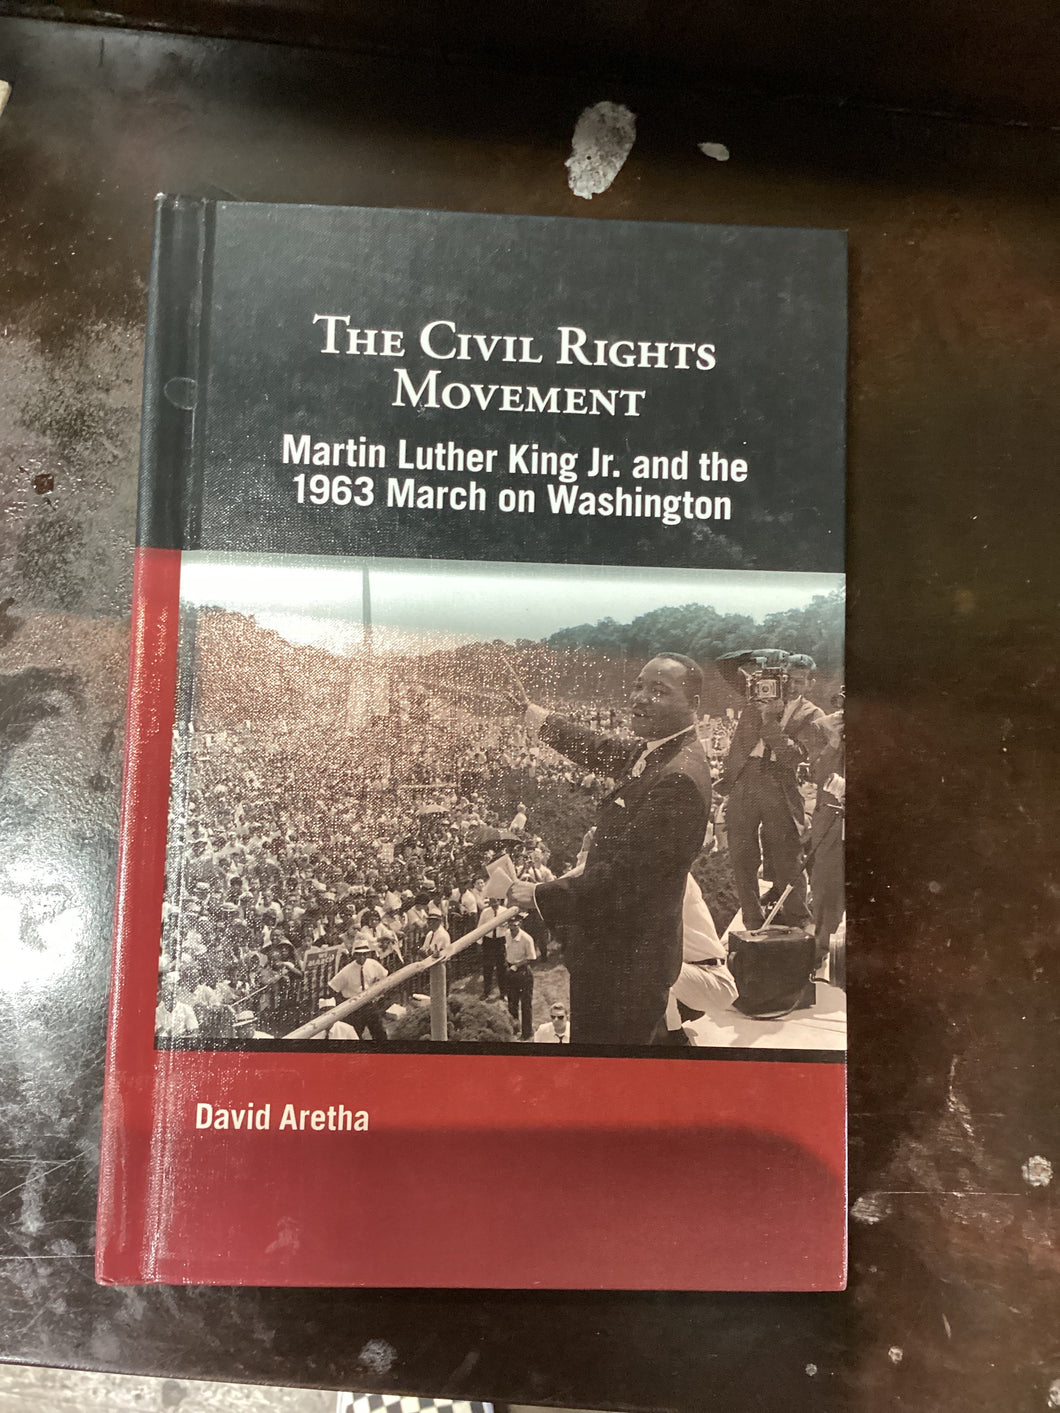 The Civil Rights
Movement
Martin Luther King Jr. and the
1963 March on Washington
David Aretha